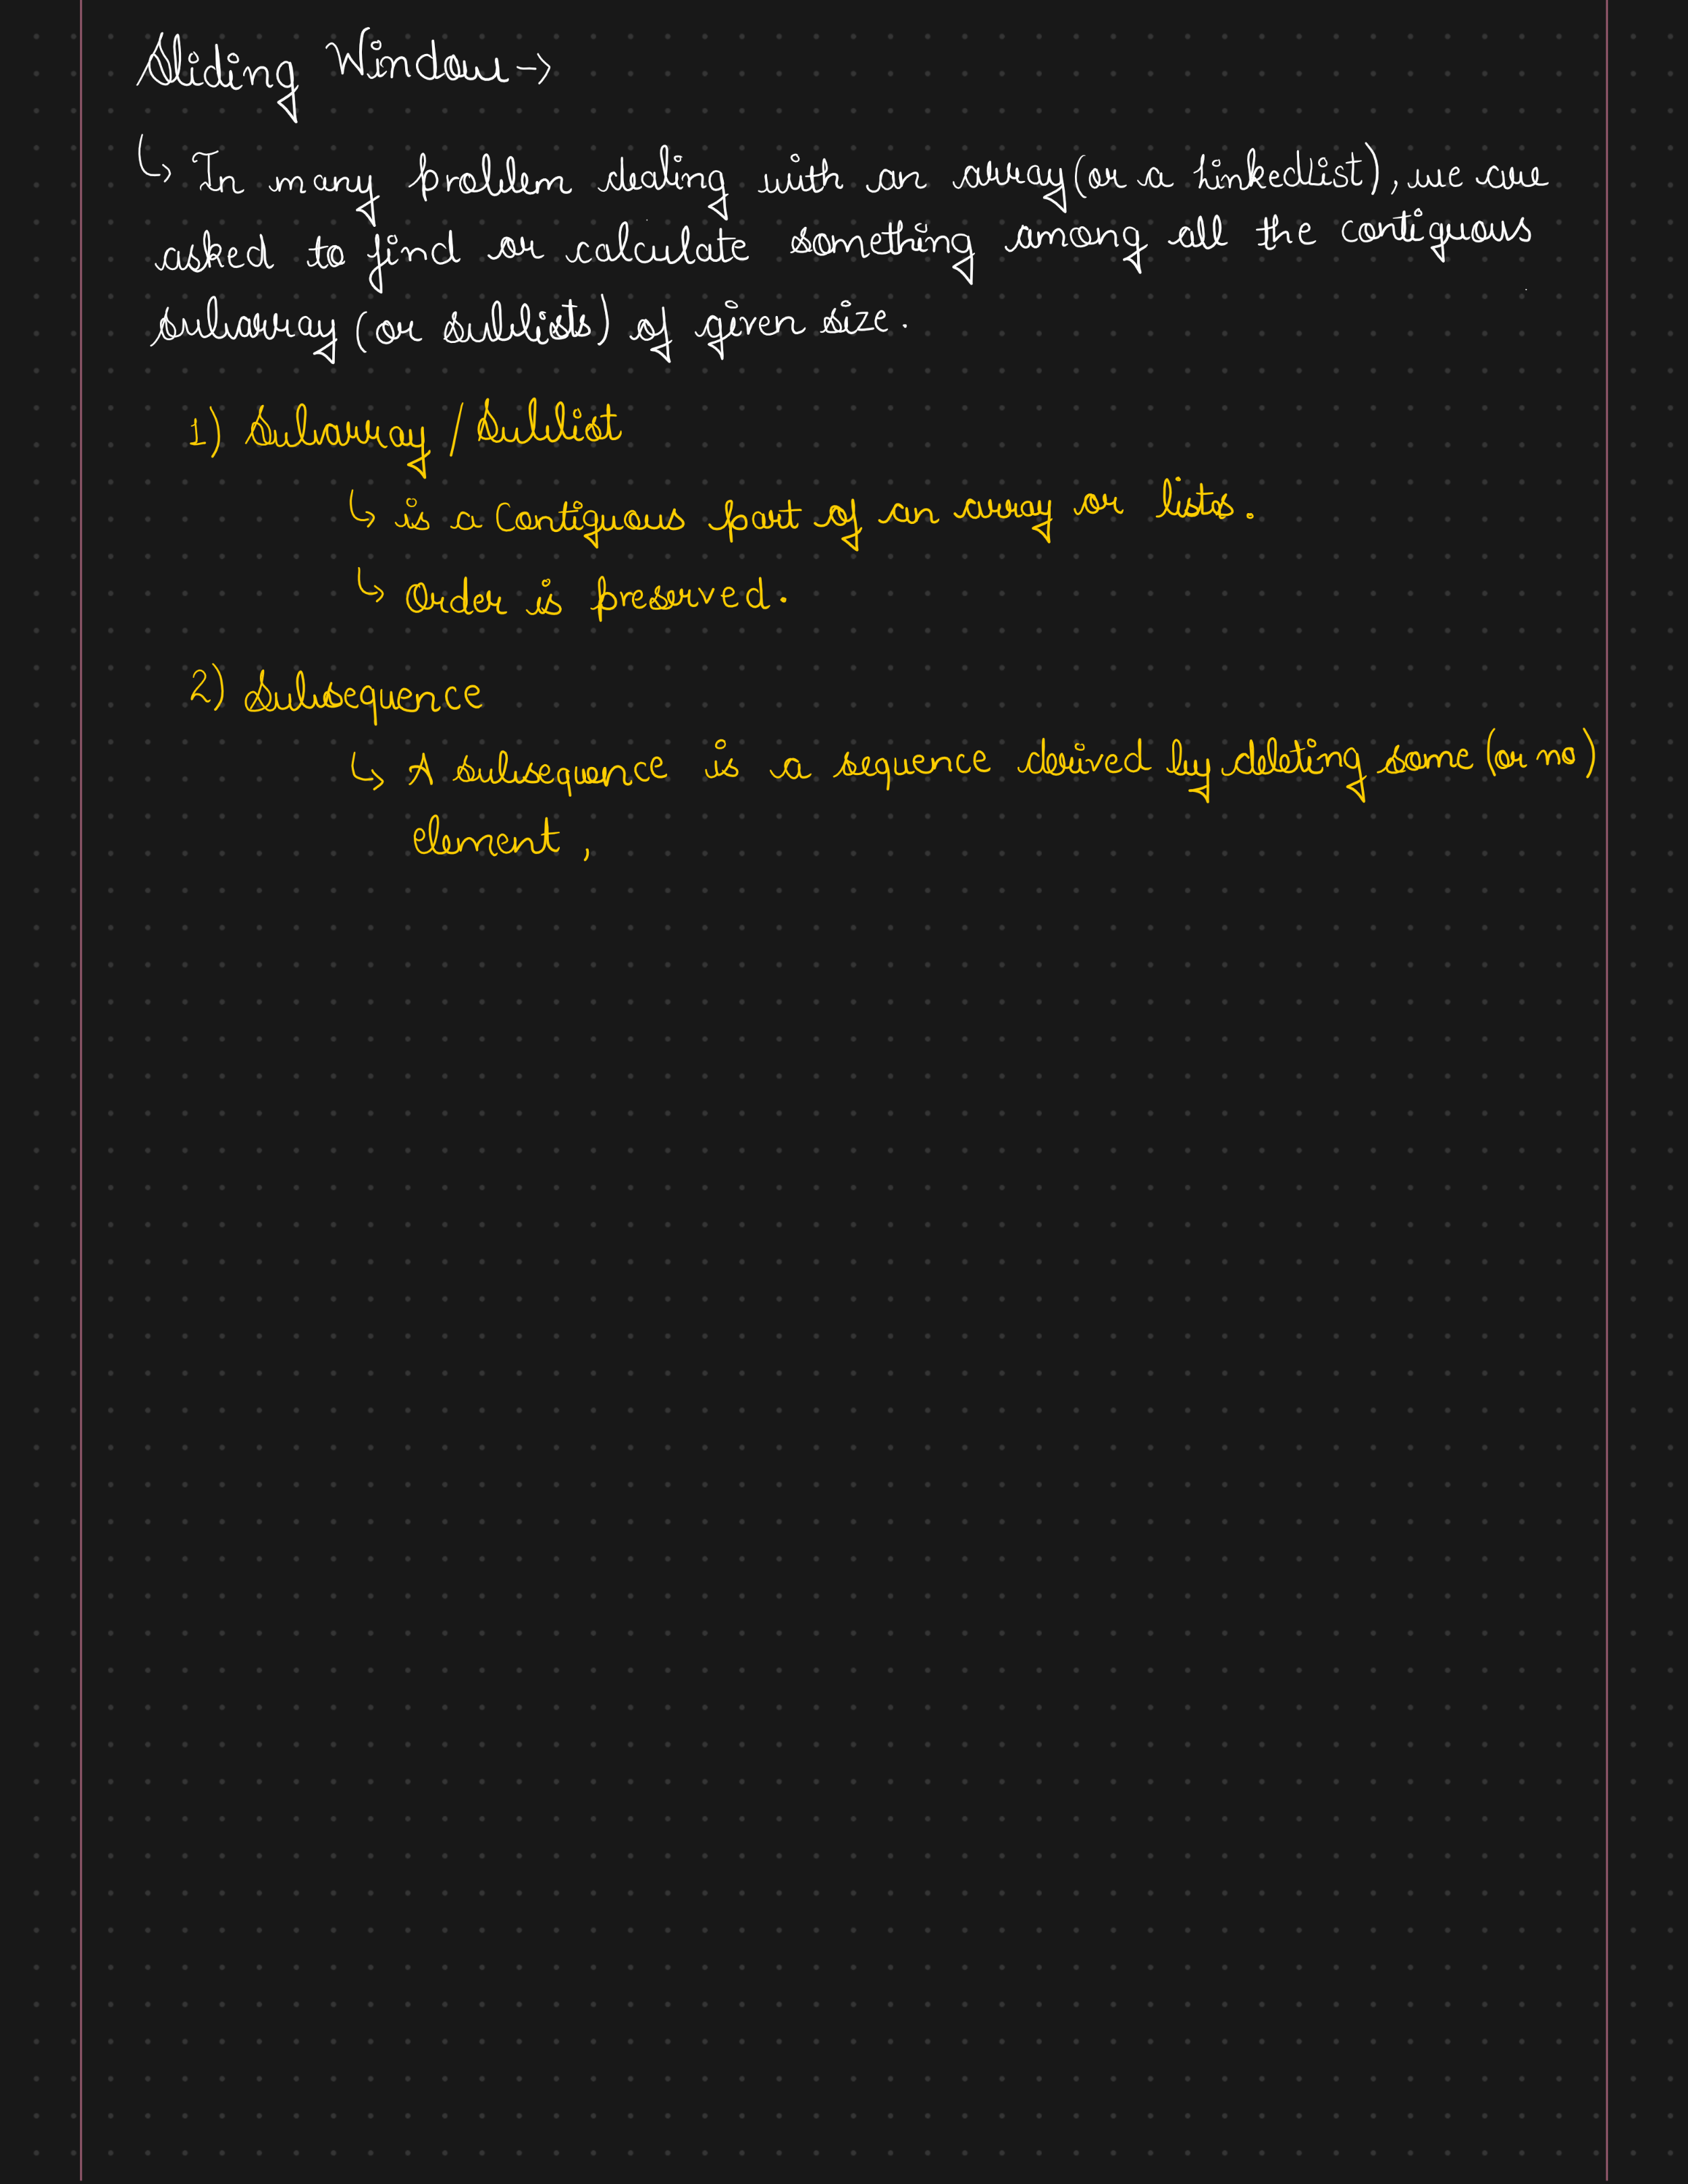 Sliding Window →
↳ In many problem dealing with an array (or a LinkedList), we are
asked to find or calculate something among all the contiguous
subarray (or sublists) of given size.
1) Subarray / Sublist
↳ is a Contiguous part of an array or lists.
↳ Order is preserved.
2) Subsequence
↳ A subsequence is a sequence derived by deleting some (or no)
element,